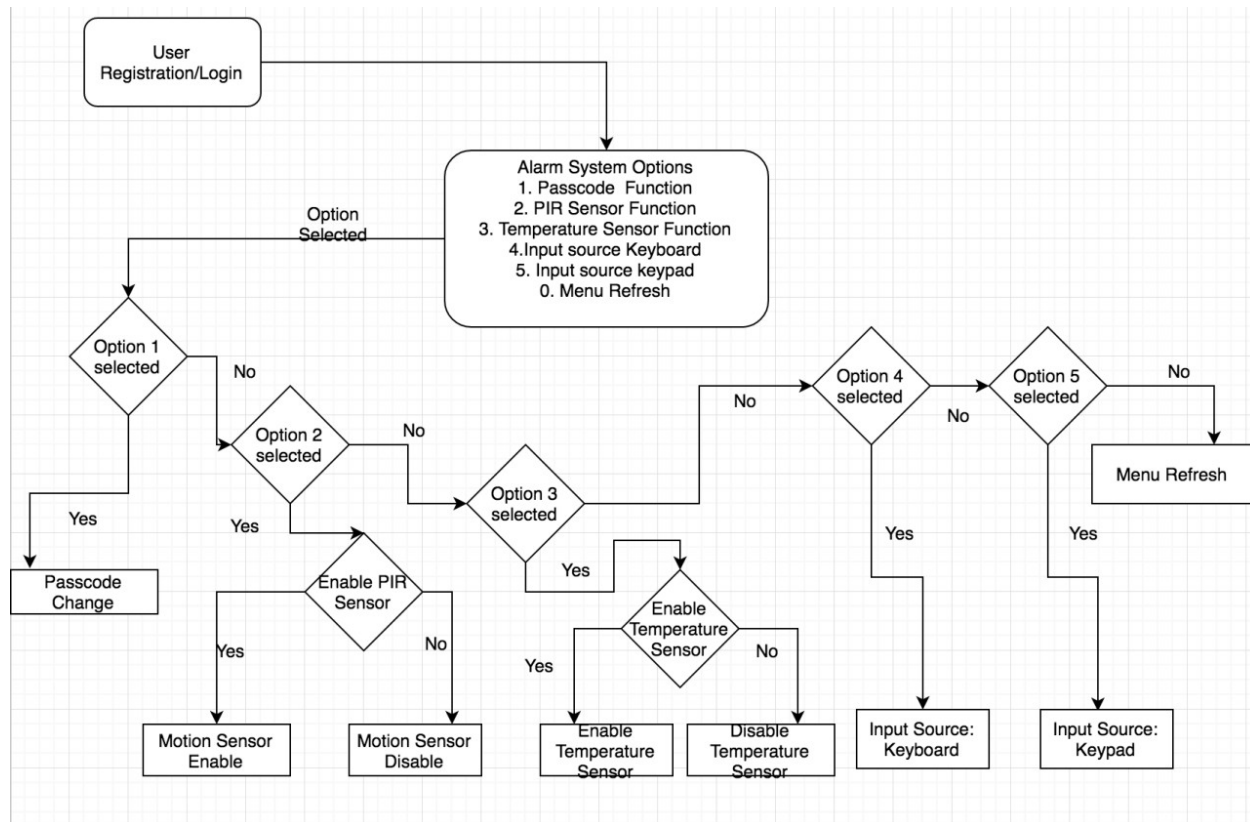 User
Registration/Login
Alarm System Options
1. Passcode Function
2. PIR Sensor Function
3. Temperature Sensor Function
4.Input source Keyboard
5. Input source keypad
0. Menu Refresh
Option
Selected
Option 1
selected
No
Yes
Passcode
Change
Option 2
selected
No
Yes
Enable PIR
Sensor
Yes
No
Motion Sensor
Enable
Motion Sensor
Disable
Option 3
selected
No
Yes
Enable
Temperature
Sensor
Yes
No
Enable
Temperature
Sensor
Disable
Temperature
Sensor
Option 4
selected
No
Yes
Input Source:
Keyboard
Option 5
selected
No
Yes
Input Source:
Keypad
Menu Refresh